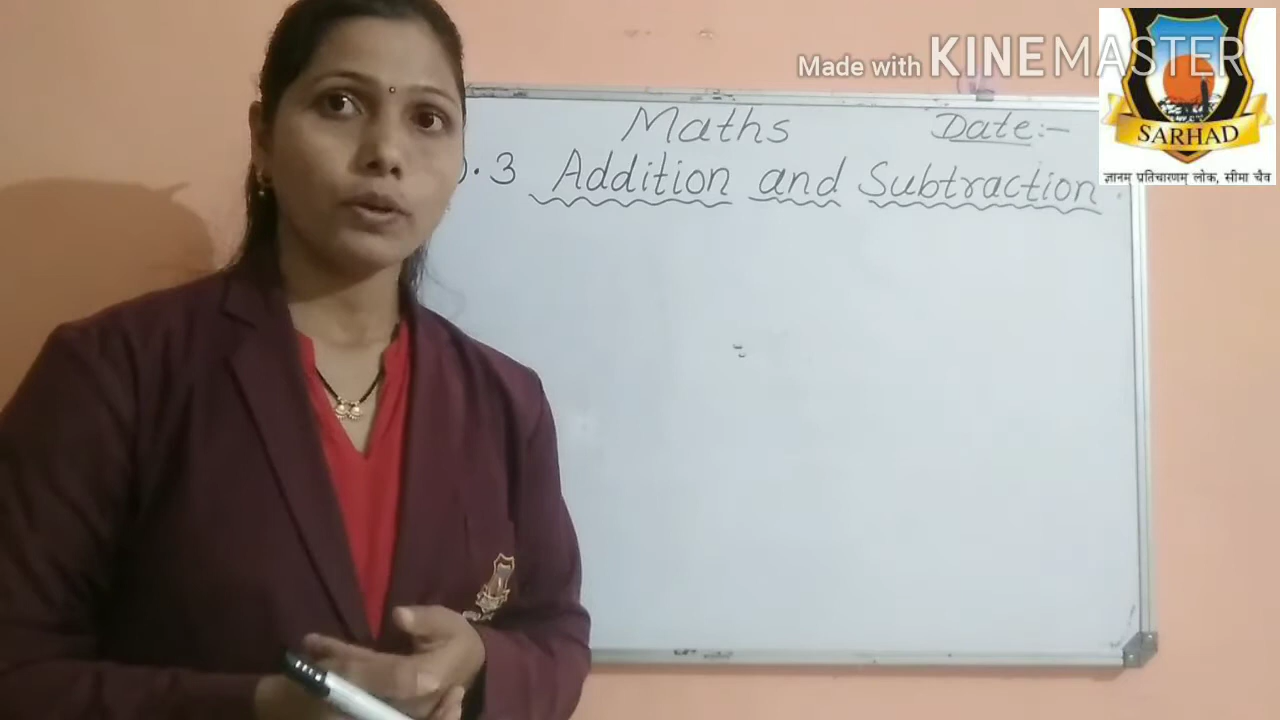 Made with KINEMASTER
SARHAD
ज्ञानम् प्रतिचारणम् लोक, सीमा चैव
Maths Date:-
.3 Addition and Subtraction.